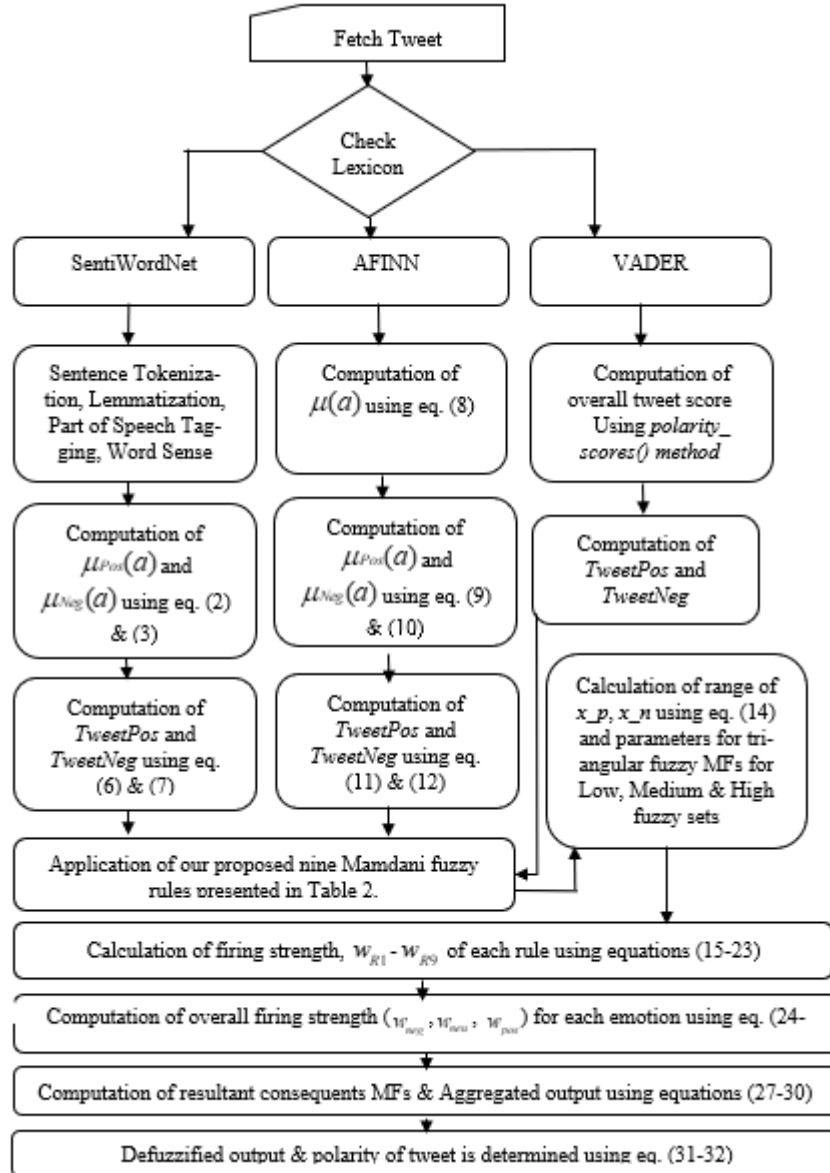 Fetch Tweet
Check
Lexicon
SentiWordNet
AFINN
VADER
Sentence Tokeniza-
tion, Lemmatization,
Part of Speech Tag-
ging, Word Sense
Computation of
μ(a) using eq. (8)
Computation of
overall tweet score
Using polarity_
scores() method
Computation of
μPos(a) and
μNeg(a) using eq. (2)
& (3)
Computation of
μPos(a) and
μNeg(a) using eq. (9)
& (10)
Computation of
TweetPos and
TweetNeg
Computation of
TweetPos and
TweetNeg using eq.
(6) & (7)
Computation of
TweetPos and
TweetNeg using eq.
(11) & (12)
Calculation of range of
x_p, x_n using eq. (14)
and parameters for tri-
angular fuzzy MFs for
Low, Medium & High
fuzzy sets
Application of our proposed nine Mamdani fuzzy
rules presented in Table 2.
Calculation of firing strength, wR1 - wR9 of each rule using equations (15-23)
Computation of overall firing strength (wneg, wneu, wpos) for each emotion using eq. (24-
Computation of resultant consequents MFs & Aggregated output using equations (27-30)
Defuzzified output & polarity of tweet is determined using eq. (31-32)